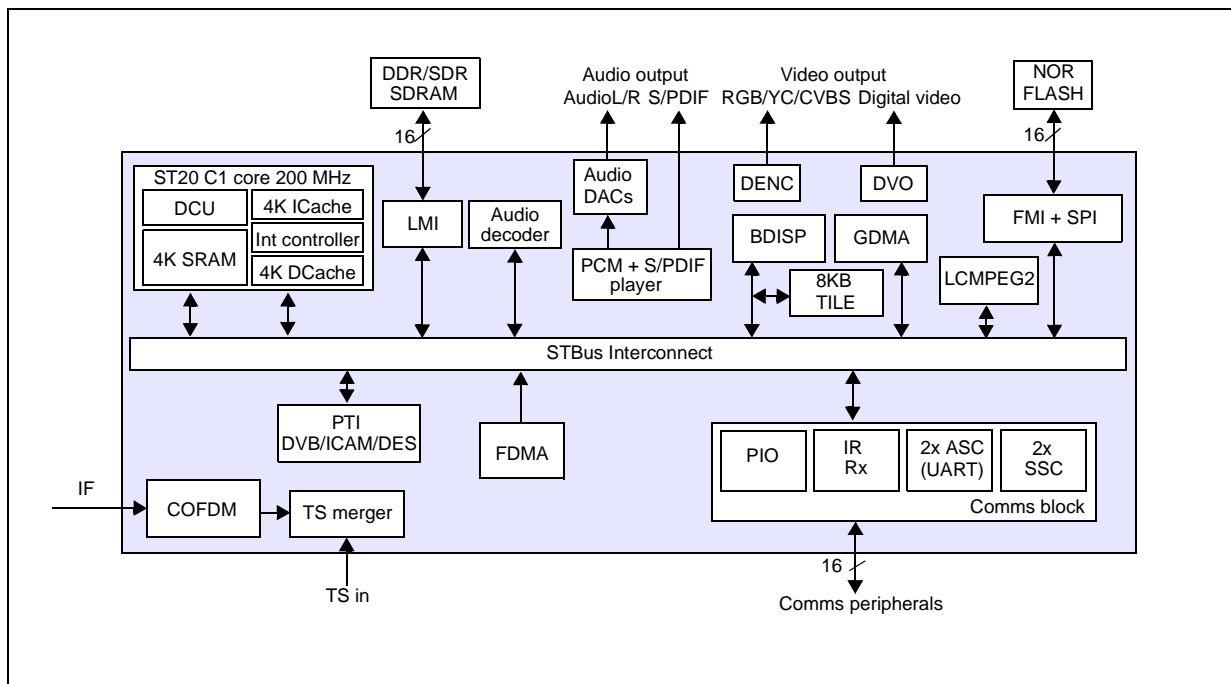 DDR/SDR
SDRAM
Audio output
AudioL/R S/PDIF
Video output
RGB/YC/CVBS Digital video
NOR
FLASH
16
16
ST20 C1 core 200 MHz
DCU
4K ICache
4K SRAM
Int controller
4K DCache
LMI
Audio
decoder
Audio
DACs
PCM + S/PDIF
player
DENC
DVO
BDISP
GDMA
8KB
TILE
FMI + SPI
LCMPEG2
STBus Interconnect
PTI
DVB/ICAM/DES
FDMA
PIO
IR
Rx
2x ASC
(UART)
2x
SSC
Comms block
IF
COFDM
TS merger
TS in
16
Comms peripherals